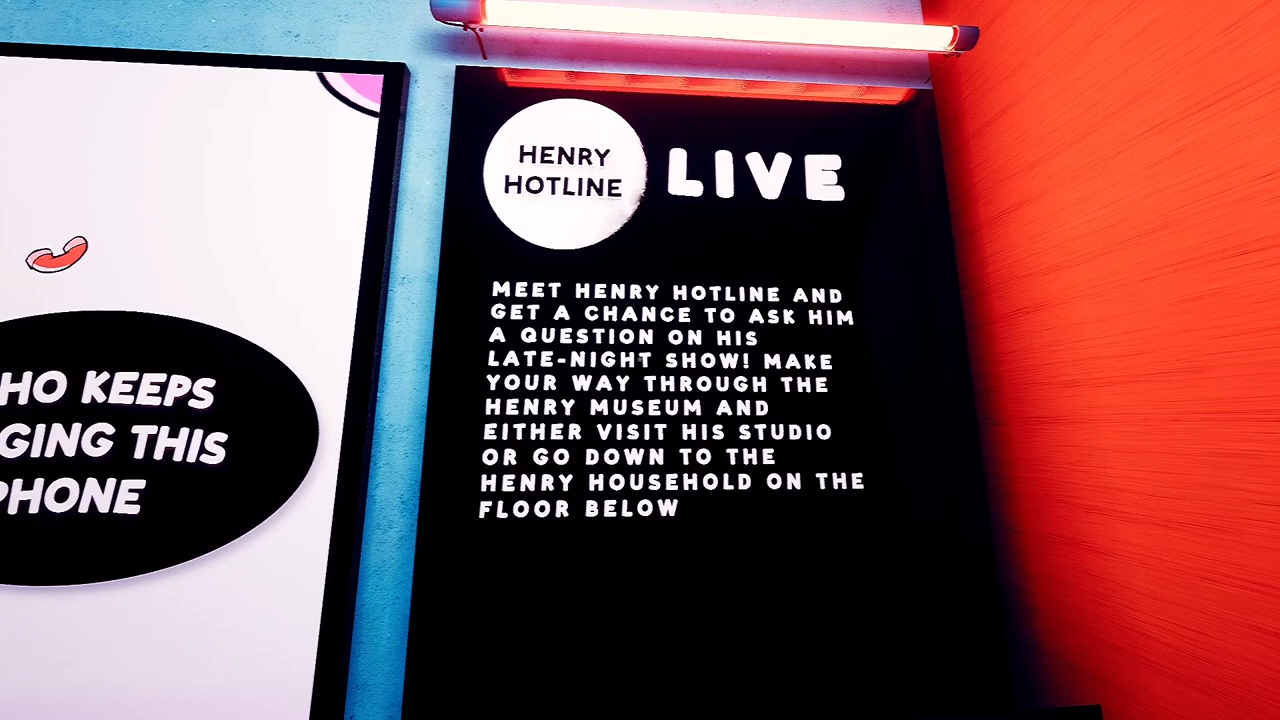 KEEPS
THIS
PHONE
HENRY
HOTLINE
LIVE
MEET HENRY HOTLINE AND
GET A CHANCE TO ASK HIM
A QUESTION ON HIS
LATE-NIGHT SHOW! MAKE
YOUR WAY THROUGH THE
HENRY MUSEUM AND
EITHER VISIT HIS STUDIO
OR GO DOWN TO THE
HENRY HOUSEHOLD ON THE
FLOOR BELOW